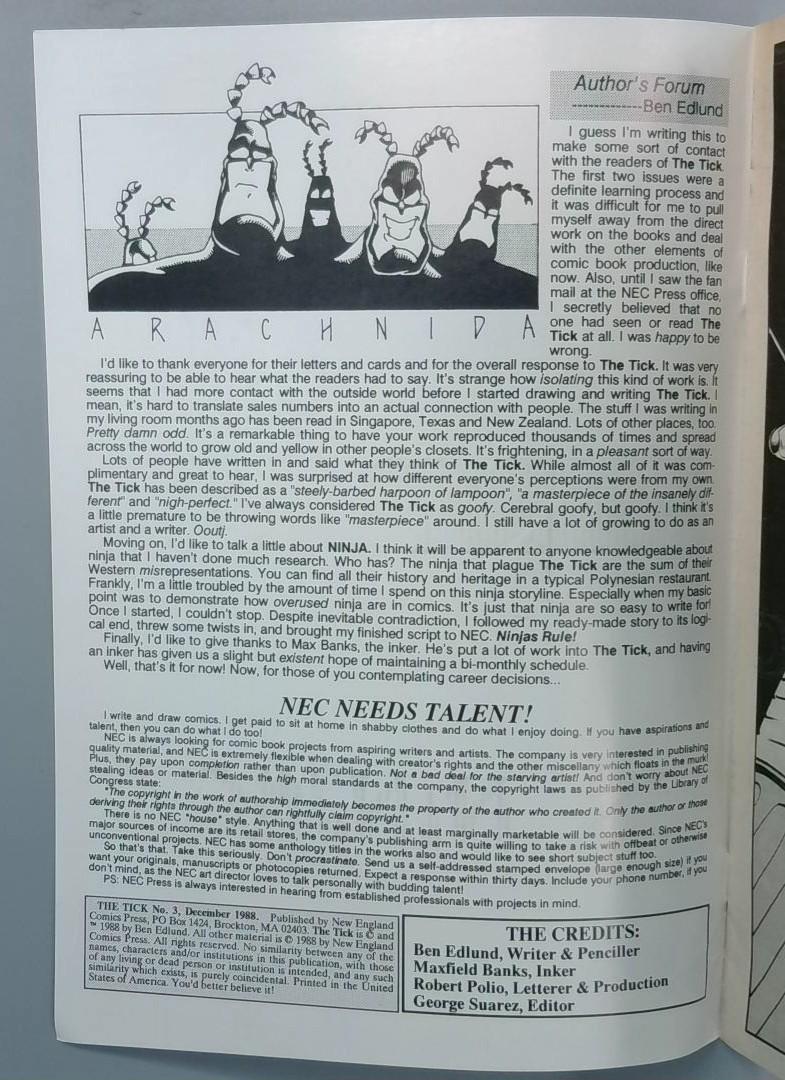 Author's Forum
-------------Ben Edlund
I guess I'm writing this to
make some sort of contact
with the readers of The Tick.
The first two issues were a
definite learning process and
it was difficult for me to pull
myself away from the direct
work on the books and deal
with the other elements of
comic book production, like
now. Also, until I saw the fan
mail at the NEC Press office,
I secretly believed that no
one had seen or read The
Tick at all. I was happy to be
wrong.
A R A C H N I D A
I'd like to thank everyone for their letters and cards and for the overall response to The Tick. It was very
reassuring to be able to hear what the readers had to say. It's strange how isolating this kind of work is. It
seems that I had more contact with the outside world before I started drawing and writing The Tick. I
mean, it's hard to translate sales numbers into an actual connection with people. The stuff I was writing in
my living room months ago has been read in Singapore, Texas and New Zealand. Lots of other places, too.
Pretty damn odd. It's a remarkable thing to have your work reproduced thousands of times and spread
across the world to grow old and yellow in other people's closets. It's frightening, in a pleasant sort of way.
Lots of people have written in and said what they think of The Tick. While almost all of it was com-
plimentary and great to hear, I was surprised at how different everyone's perceptions were from my own.
The Tick has been described as a "steely-barbed harpoon of lampoon", "a masterpiece of the insanely dif-
ferent" and "nigh-perfect." I've always considered The Tick as goofy. Cerebral goofy, but goofy. I think it's
a little premature to be throwing words like "masterpiece" around. I still have a lot of growing to do as an
artist and a writer. Ooutj.
Moving on, I'd like to talk a little about NINJA. I think it will be apparent to anyone knowledgeable about
ninja that I haven't done much research. Who has? The ninja that plague The Tick are the sum of their
Western misrepresentations. You can find all their history and heritage in a typical Polynesian restaurant.
Frankly, I'm a little troubled by the amount of time I spend on this ninja storyline. Especially when my basic
point was to demonstrate how overused ninja are in comics. It's just that ninja are so easy to write for!
Once I started, I couldn't stop. Despite inevitable contradiction, I followed my ready-made story to its logi-
cal end, threw some twists in, and brought my finished script to NEC. Ninjas Rule!
Finally, I'd like to give thanks to Max Banks, the inker. He's put a lot of work into The Tick, and having
an inker has given us a slight but existent hope of maintaining a bi-monthly schedule.
Well, that's it for now! Now, for those of you contemplating career decisions...
NEC NEEDS TALENT!
I write and draw comics. I get paid to sit at home in shabby clothes and do what I enjoy doing. If you have aspirations and
talent, then you can do what I do too!
NEC is always looking for comic book projects from aspiring writers and artists. The company is very interested in publishing
quality material, and NEC is extremely flexible when dealing with creator's rights and the other miscellany which floats in the murk!
Plus, they pay upon completion rather than upon publication. Not a bad deal for the starving artist! And don't worry about NEC
stealing ideas or material. Besides the high moral standards at the company, the copyright laws as published by the Library of
Congress state:
"The copyright in the work of authorship immediately becomes the property of the author who created it. Only the author or those
deriving their rights through the author can rightfully claim copyright."
There is no NEC "house" style. Anything that is well done and at least marginally marketable will be considered. Since NEC's
major sources of income are its retail stores, the company's publishing arm is quite willing to take a risk with offbeat or otherwise
unconventional projects. NEC has some anthology titles in the works also and would like to see short subject stuff too.
So that's that. Take this seriously. Don't procrastinate. Send us a self-addressed stamped envelope (large enough size) if you
want your originals, manuscripts or photocopies returned. Expect a response within thirty days. Include your phone number, if you
don't mind, as the NEC art director loves to talk personally with budding talent!
PS: NEC Press is always interested in hearing from established professionals with projects in mind.
THE TICK No. 3, December 1988. Published by New England
Comics Press, PO Box 1424, Brockton, MA 02403. The Tick is © and
™ 1988 by Ben Edlund. All other material is © 1988 by New England
Comics Press. All rights reserved. No similarity between any of the
names, characters and/or institutions in this publication, with those
of any living or dead person or institution is intended, and any such
similarity which exists, is purely coincidental. Printed in the United
States of America. You'd better believe it!
THE CREDITS:
Ben Edlund, Writer & Penciller
Maxfield Banks, Inker
Robert Polio, Letterer & Production
George Suarez, Editor